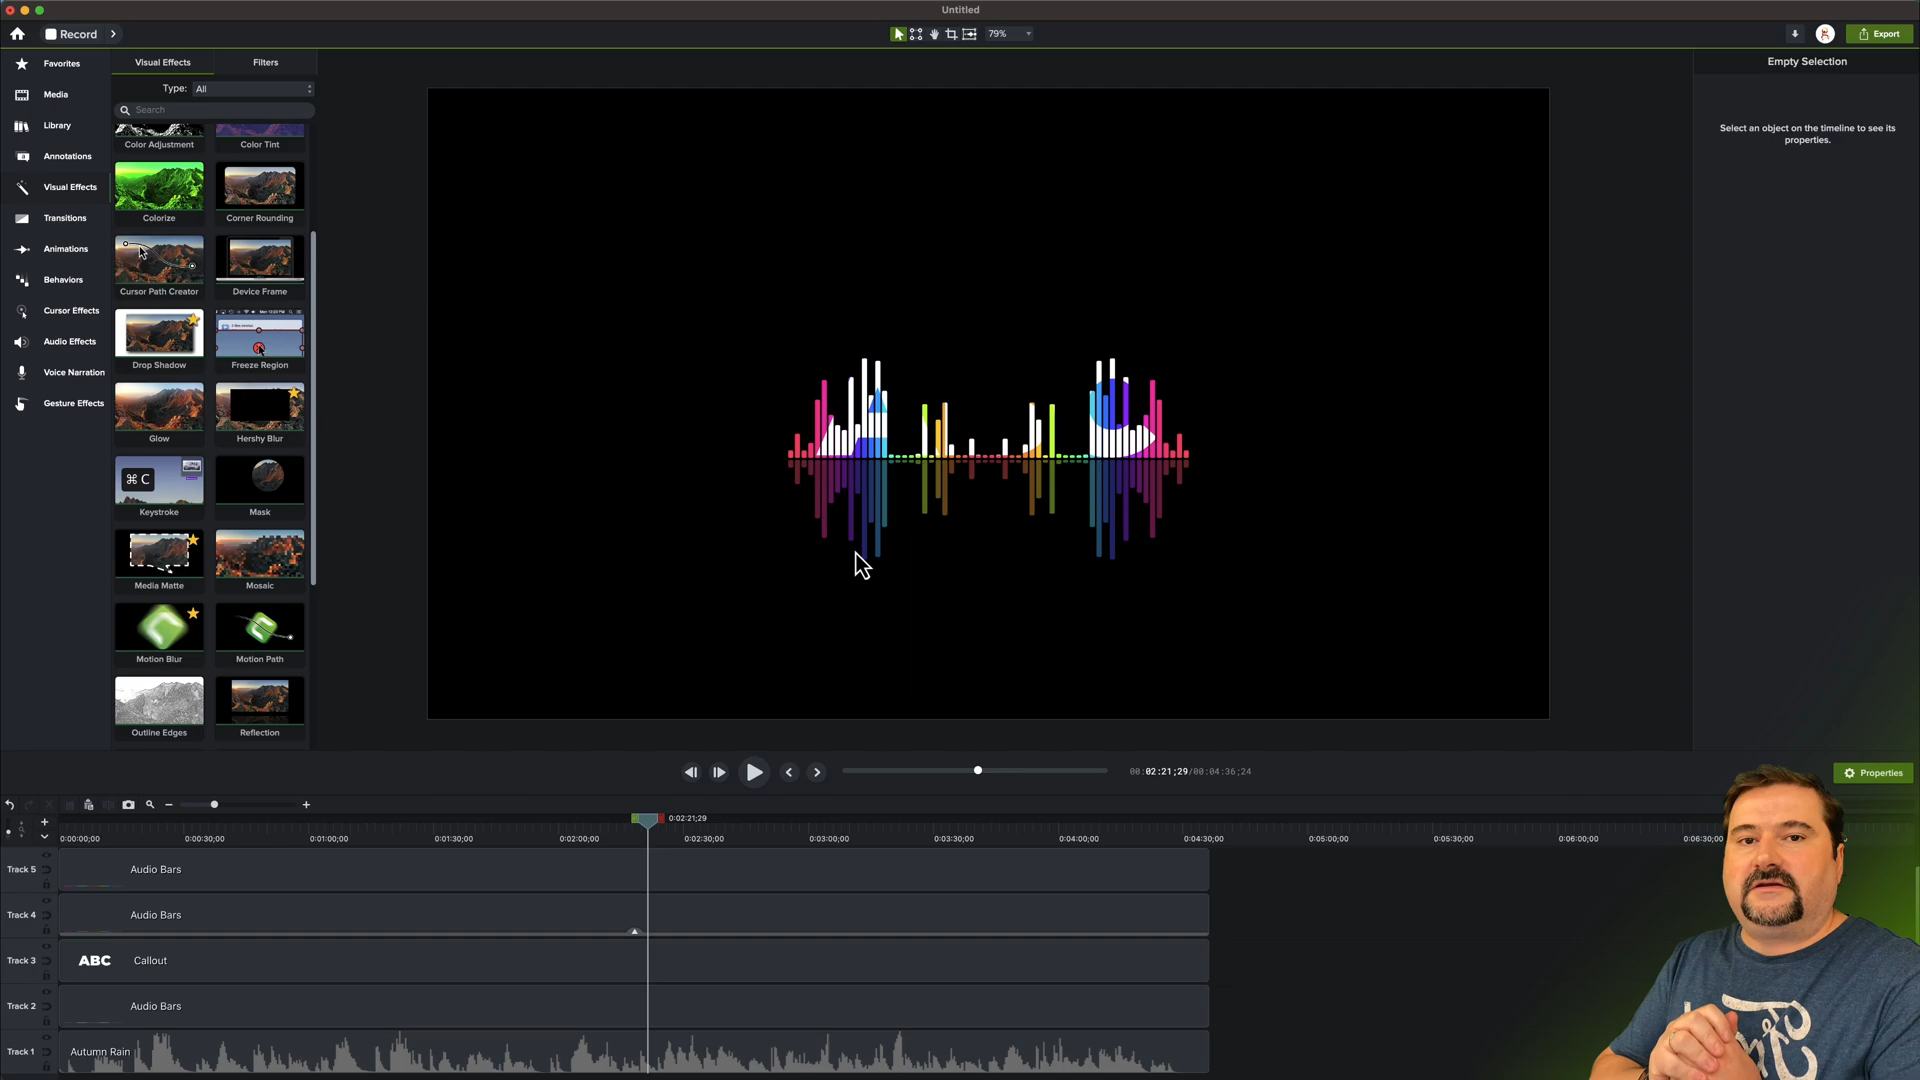 Untitled
Record
79%
Export
Favorites
Media
Library
Annotations
Visual Effects
Transitions
Animations
Behaviors
Cursor Effects
Audio Effects
Voice Narration
Gesture Effects
Visual Effects
Filters
Type: All
Search
Color Adjustment
Color Tint
Colorize
Corner Rounding
Cursor Path Creator
Device Frame
Drop Shadow
Freeze Region
Glow
Hershy Blur
⌘ C
Keystroke
Mask
Media Matte
Mosaic
Motion Blur
Motion Path
Outline Edges
Reflection
Empty Selection
Select an object on the timeline to see its
properties.
00:02:21;29/00:04:36;24
Properties
0:02:21;29
0:00:00;00
0:00:30;00
0:01:00;00
0:01:30;00
0:02:00;00
0:02:30;00
0:03:00;00
0:03:30;00
0:04:00;00
0:04:30;00
0:05:00;00
0:05:30;00
0:06:00;00
0:06:30;00
Track 5
Audio Bars
Track 4
Audio Bars
Track 3
ABC
Callout
Track 2
Audio Bars
Track 1
Autumn Rain